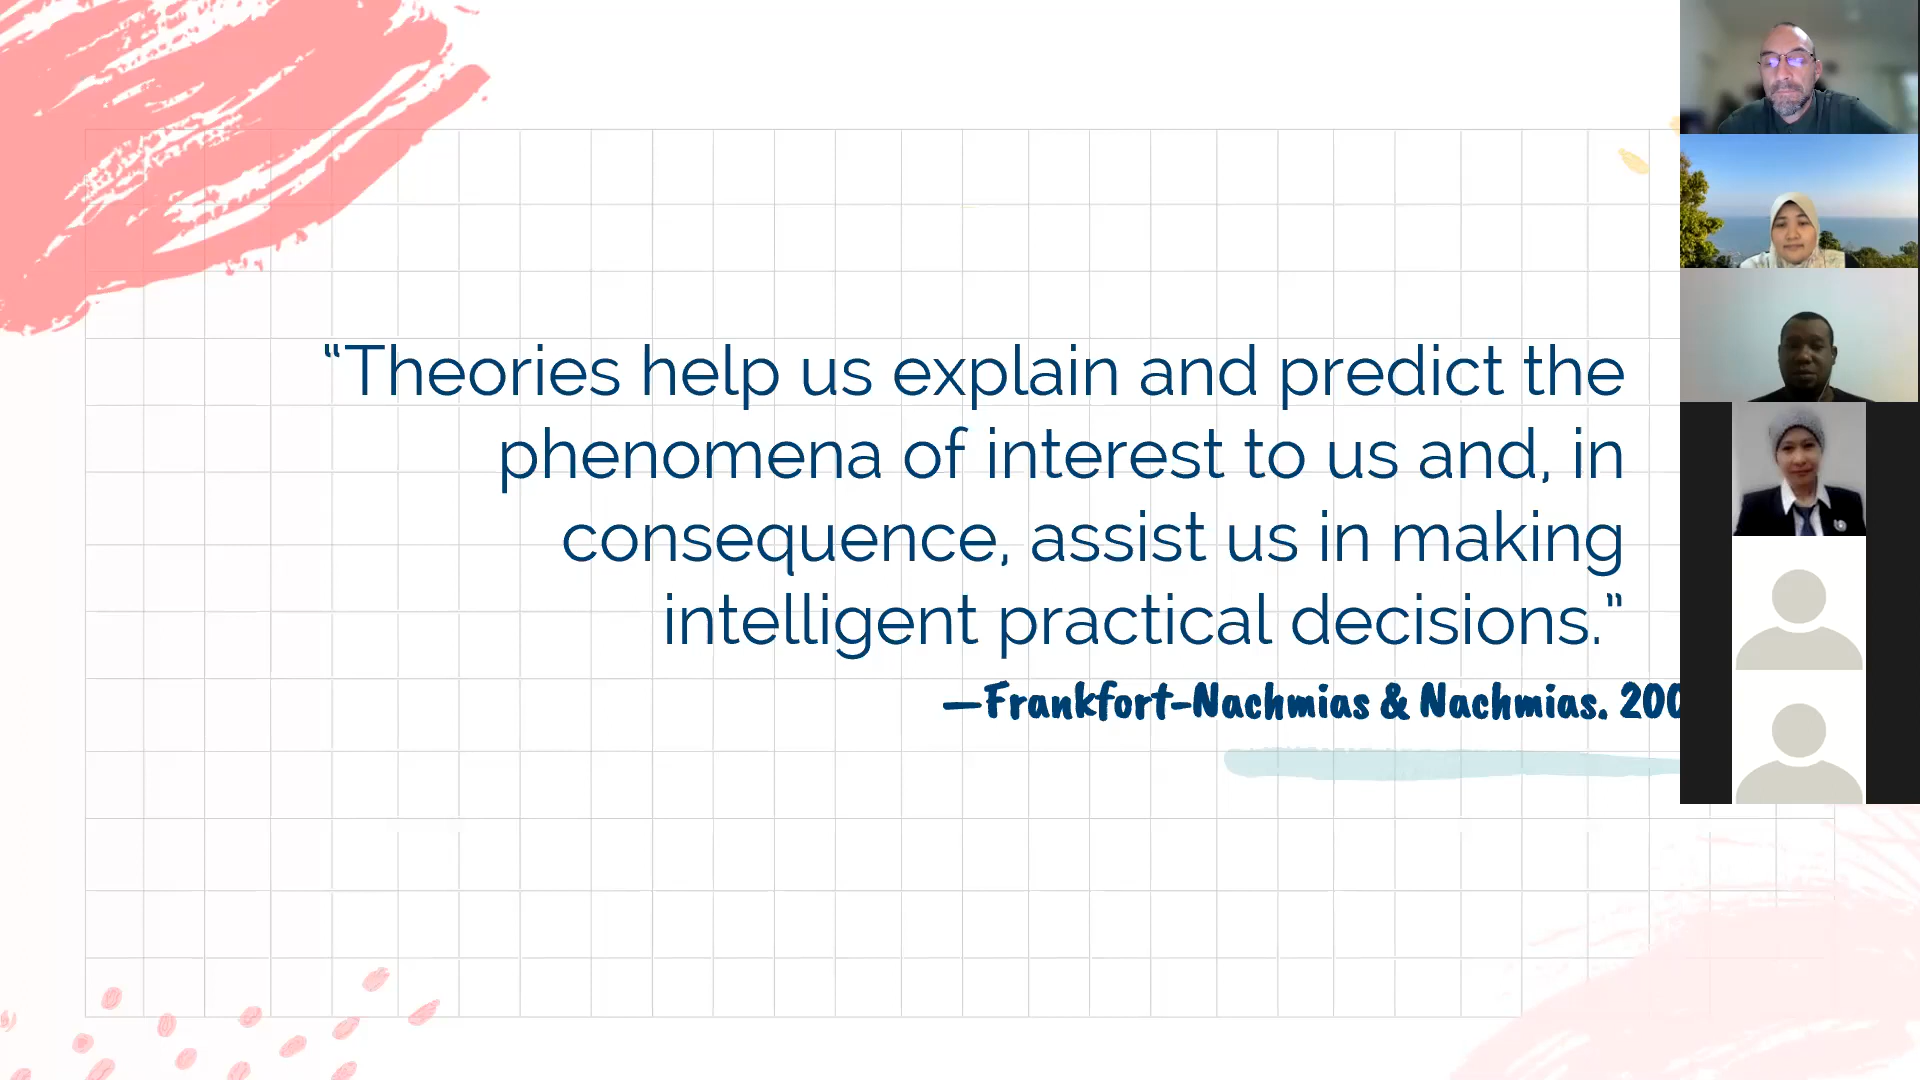 “Theories help us explain and predict the
phenomena of interest to us and, in
consequence, assist us in making
intelligent practical decisions.”
—Frankfort-Nachmias & Nachmias. 200